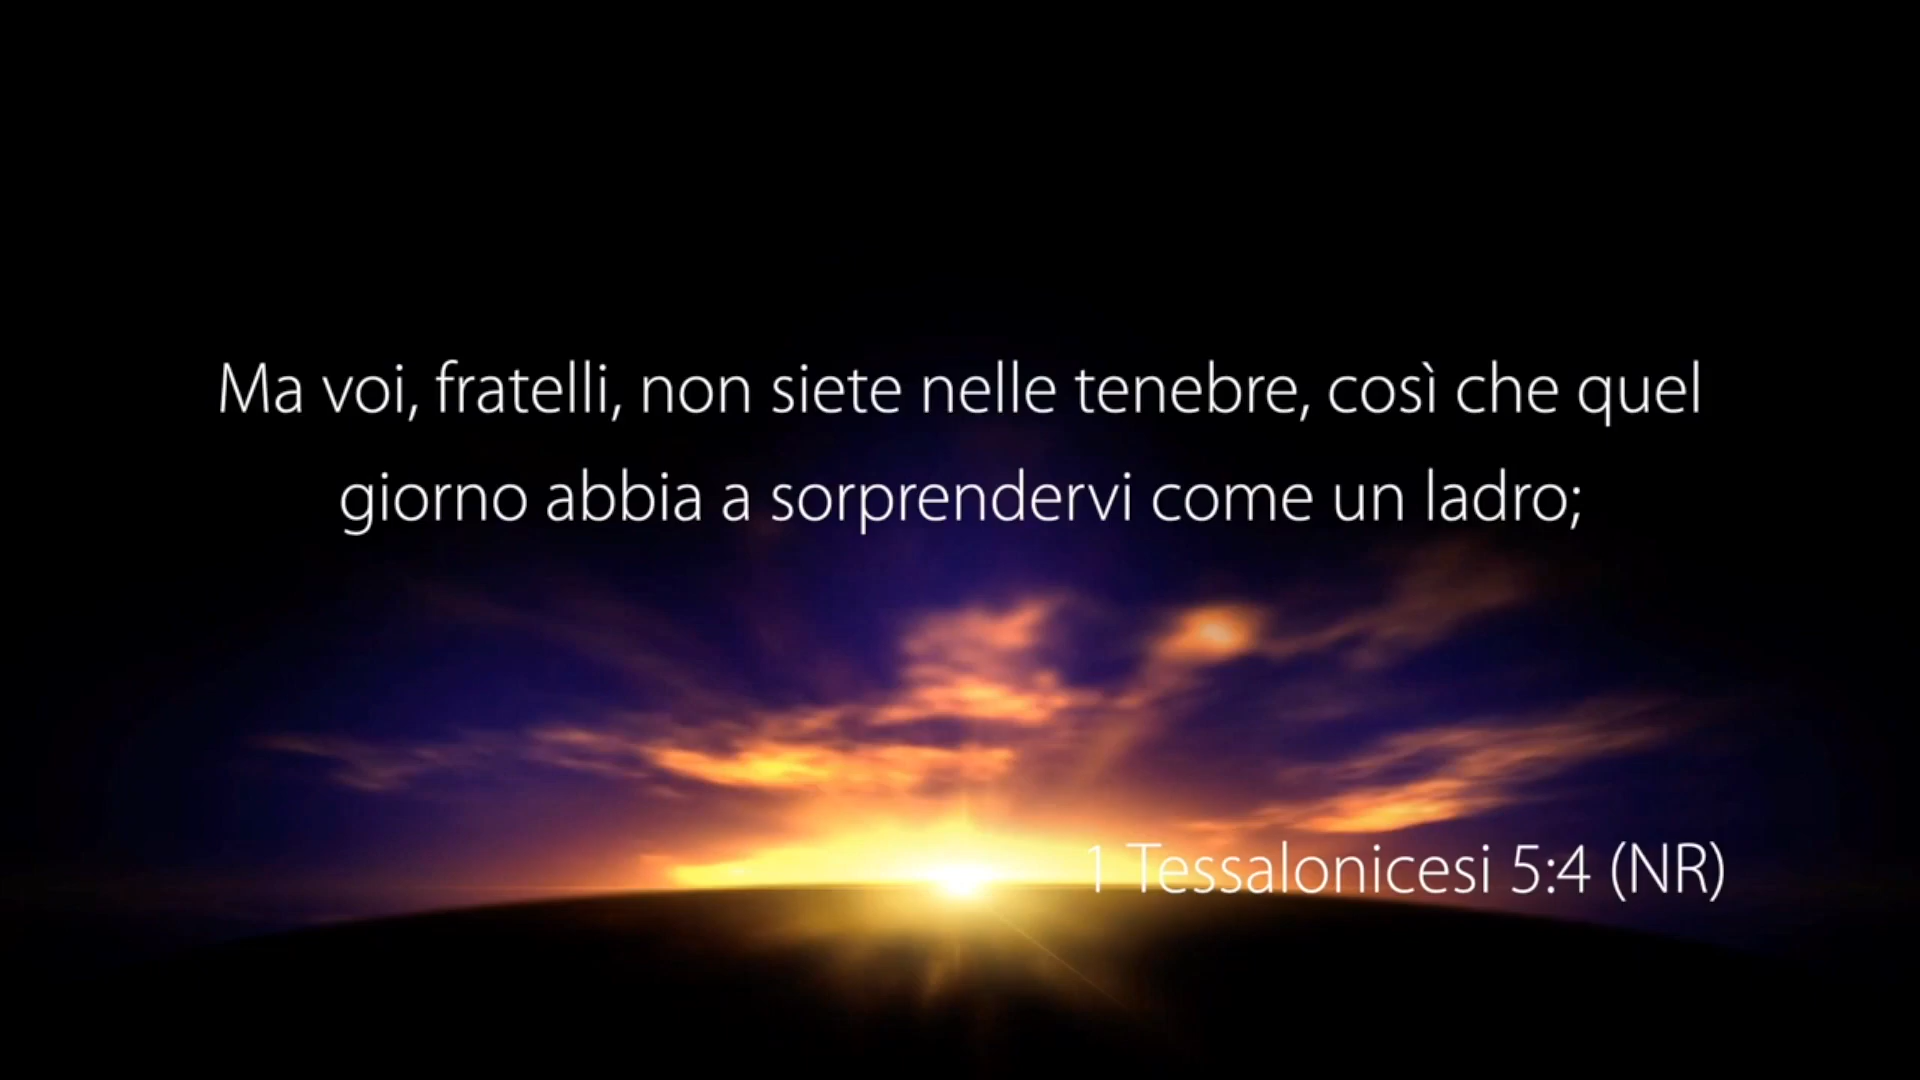 Ma voi, fratelli, non siete nelle tenebre, così che quel
giorno abbia a sorprendervi come un ladro;
1 Tessalonicesi 5:4 (NR)